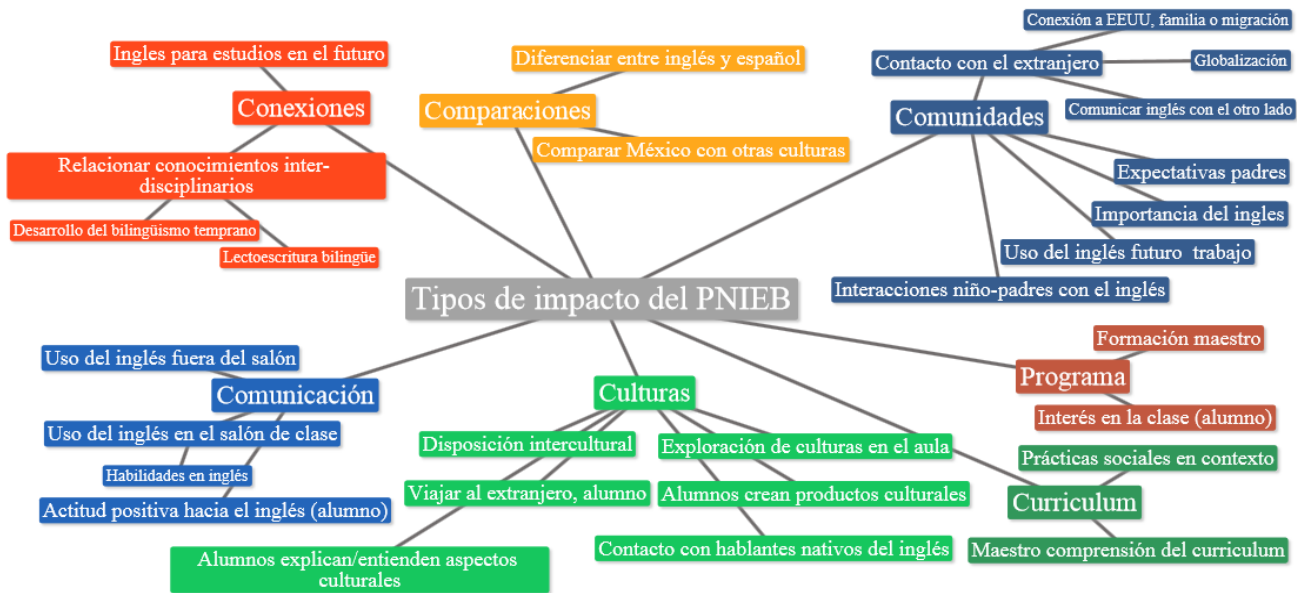 Ingles para estudios en el futuro
Conexiones
Relacionar conocimientos inter-
disciplinarios
Desarrollo del bilingüismo temprano
Lectoescritura bilingüe
Diferenciar entre inglés y español
Comparaciones
Comparar México con otras culturas
Conexión a EEUU, familia o migración
Contacto con el extranjero
Globalización
Comunicar inglés con el otro lado
Comunidades
Expectativas padres
Importancia del ingles
Uso del inglés futuro trabajo
Interacciones niño-padres con el inglés
Tipos de impacto del PNIEB
Uso del inglés fuera del salón
Comunicación
Uso del inglés en el salón de clase
Habilidades en inglés
Actitud positiva hacia el inglés (alumno)
Culturas
Disposición intercultural
Exploración de culturas en el aula
Viajar al extranjero, alumno
Alumnos crean productos culturales
Contacto con hablantes nativos del inglés
Alumnos explican/entienden aspectos
culturales
Formación maestro
Programa
Interés en la clase (alumno)
Prácticas sociales en contexto
Curriculum
Maestro comprensión del curriculum